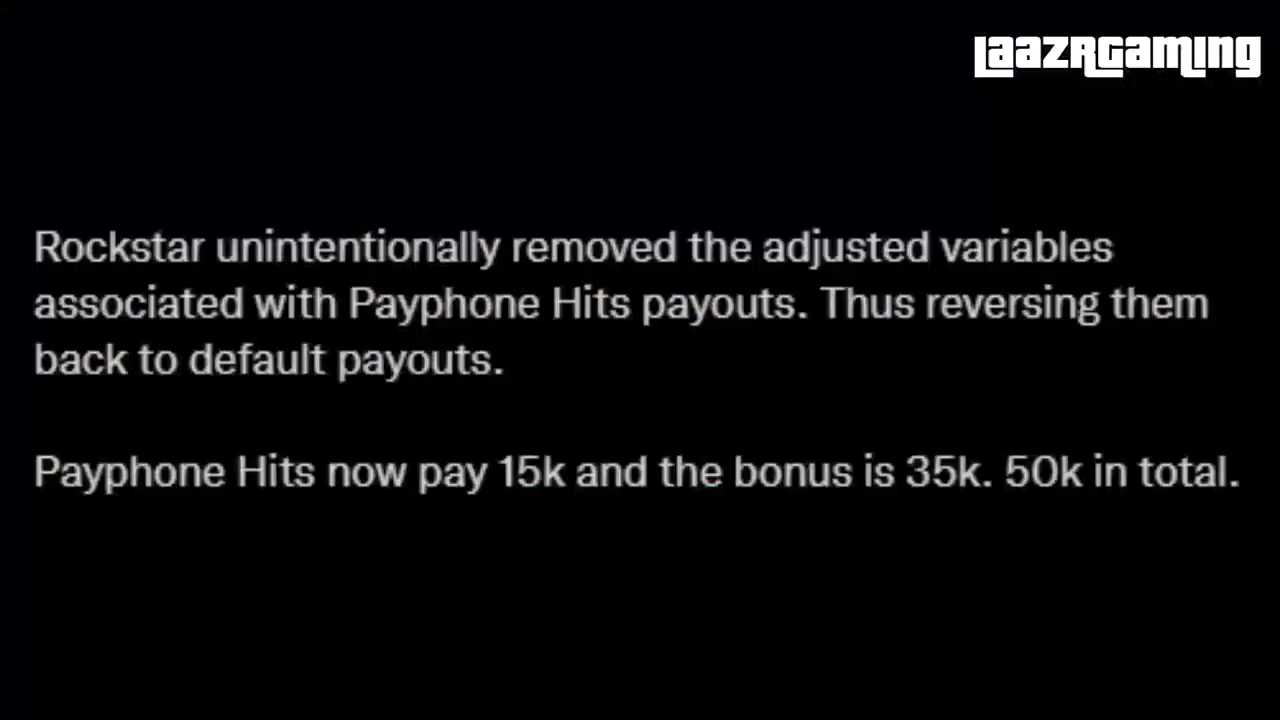 LaazrGaming
Rockstar unintentionally removed the adjusted variables
associated with Payphone Hits payouts. Thus reversing them
back to default payouts.
Payphone Hits now pay 15k and the bonus is 35k. 50k in total.